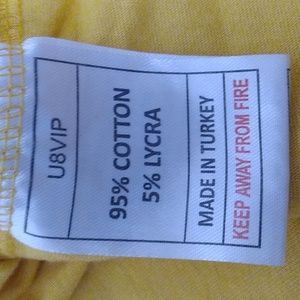 U8VIP
95% COTTON
5% LYCRA
MADE IN TURKEY
KEEP AWAY FROM FIRE